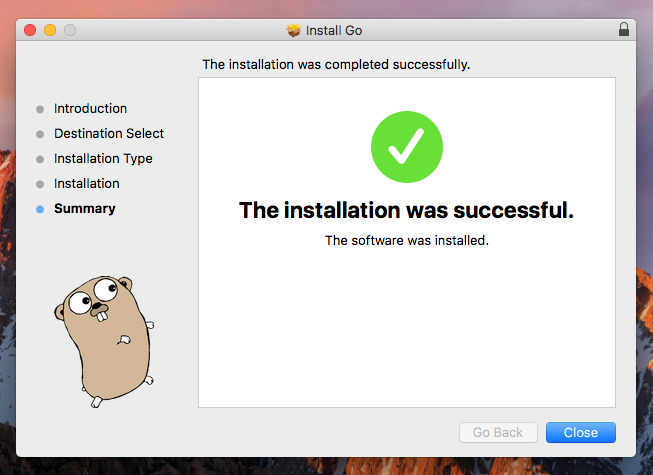 Install Go
The installation was completed successfully.
Introduction
Destination Select
Installation Type
Installation
Summary
The installation was successful.
The software was installed.
Go Back
Close